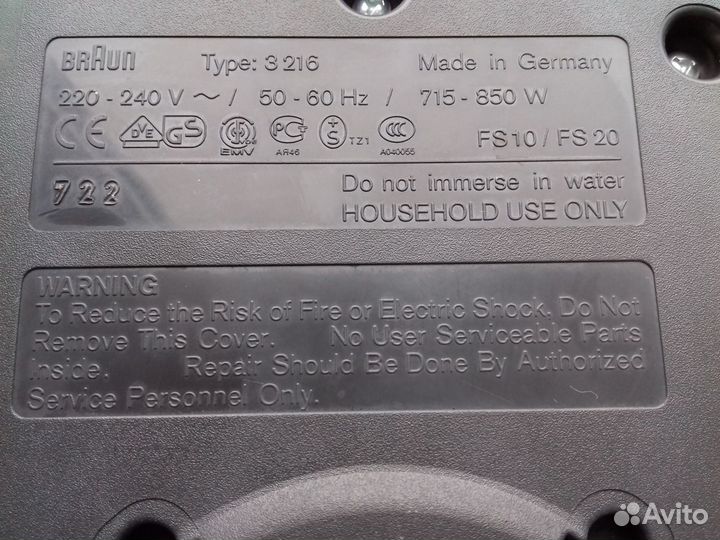 BRAUN Type: 3 216 Made in Germany
220 - 240 V ~ / 50 - 60 Hz / 715 - 850 W
CE DVE GS EMV AR46 S TZ1 CCC A040055 FS 10 / FS 20
722 Do not immerse in water
HOUSEHOLD USE ONLY
WARNING
To Reduce the Risk of Fire or Electric Shock. Do Not
Remove This Cover. No User Serviceable Parts
Inside. Repair Should Be Done By Authorized
Service Personnel Only.
Avito